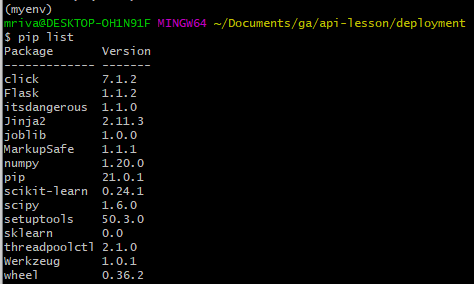 (myenv)
mriva@DESKTOP-OH1N91F MINGW64 ~/Documents/ga/api-lesson/deployment
$ pip list
Package       Version
------------- -------
click         7.1.2
Flask         1.1.2
itsdangerous  1.1.0
Jinja2        2.11.3
joblib        1.0.0
MarkupSafe    1.1.1
numpy         1.20.0
pip           21.0.1
scikit-learn  0.24.1
scipy         1.6.0
setuptools    50.3.0
sklearn       0.0
threadpoolctl 2.1.0
Werkzeug      1.0.1
wheel         0.36.2